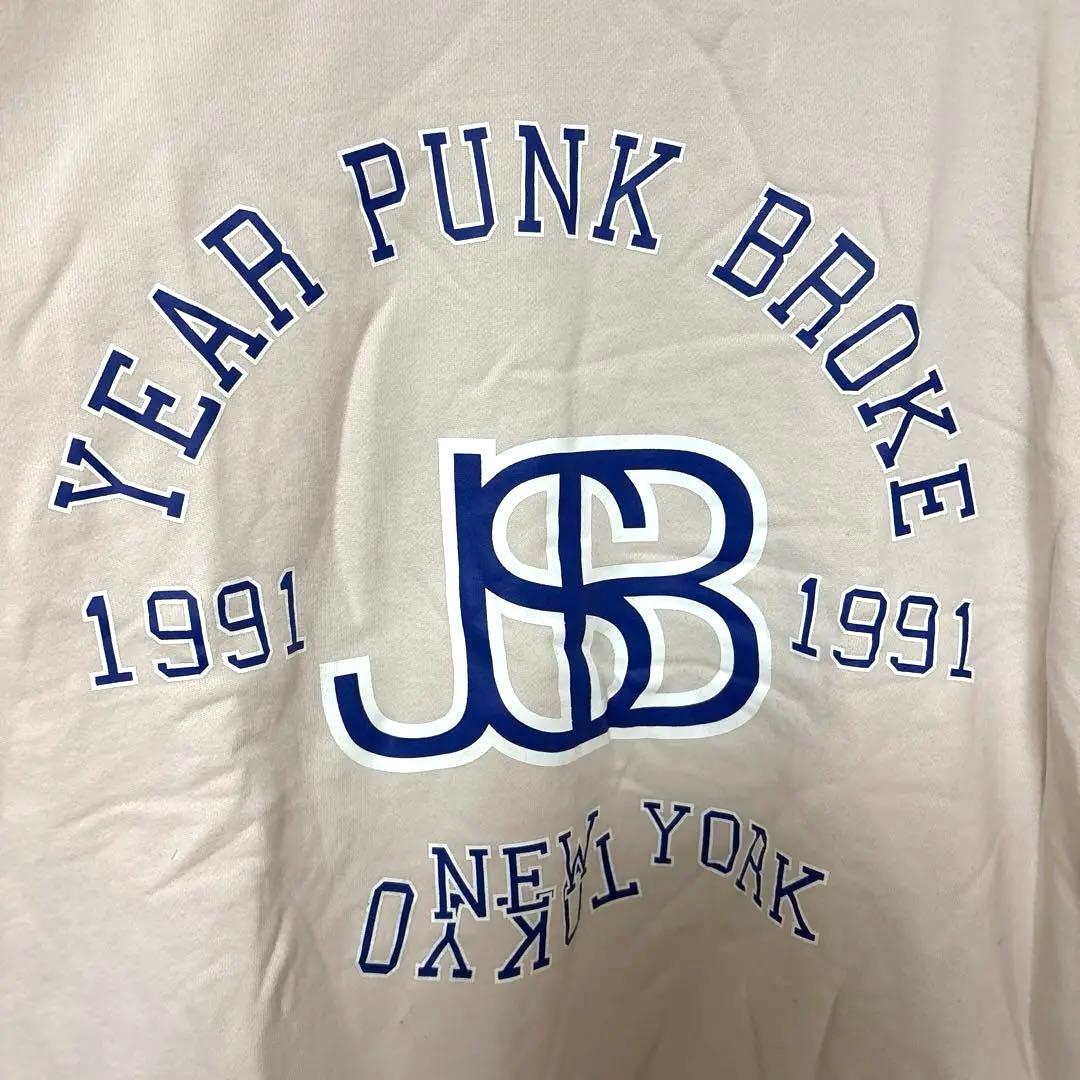 YEAR PUNK BROKE
1991
JSB
1991
NEW YORK
TOKYO